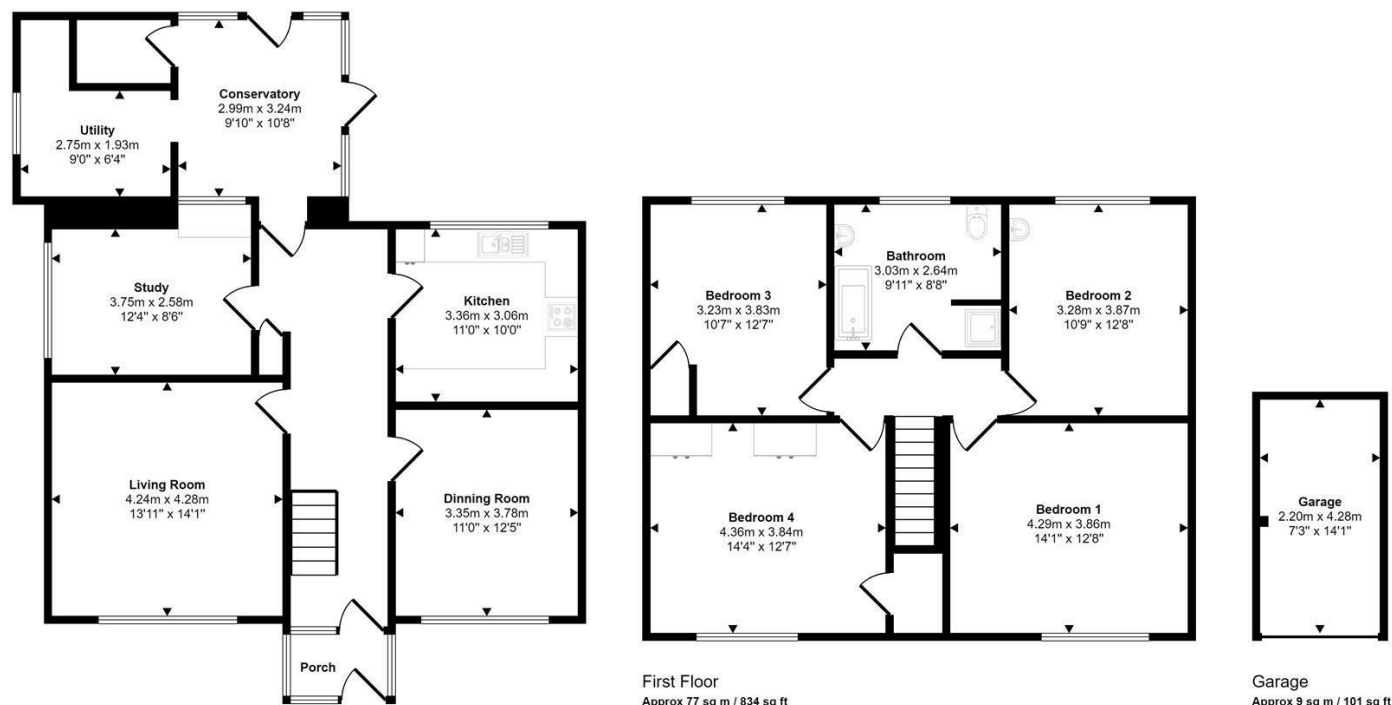 Conservatory
2.99m x 3.24m
9'10" x 10'8"
Utility
2.75m x 1.93m
9'0" x 6'4"
Study
3.75m x 2.58m
12'4" x 8'6"
Kitchen
3.36m x 3.06m
11'0" x 10'0"
Living Room
4.24m x 4.28m
13'11" x 14'1"
Dinning Room
3.35m x 3.78m
11'0" x 12'5"
Porch
Bedroom 3
3.23m x 3.83m
10'7" x 12'7"
Bathroom
3.03m x 2.64m
9'11" x 8'8"
Bedroom 2
3.28m x 3.87m
10'9" x 12'8"
Bedroom 4
4.36m x 3.84m
14'4" x 12'7"
Bedroom 1
4.29m x 3.86m
14'1" x 12'8"
First Floor
Approx 77 sq m / 834 sq ft
Garage
2.20m x 4.28m
7'3" x 14'1"
Garage
Approx 9 sq m / 101 sq ft